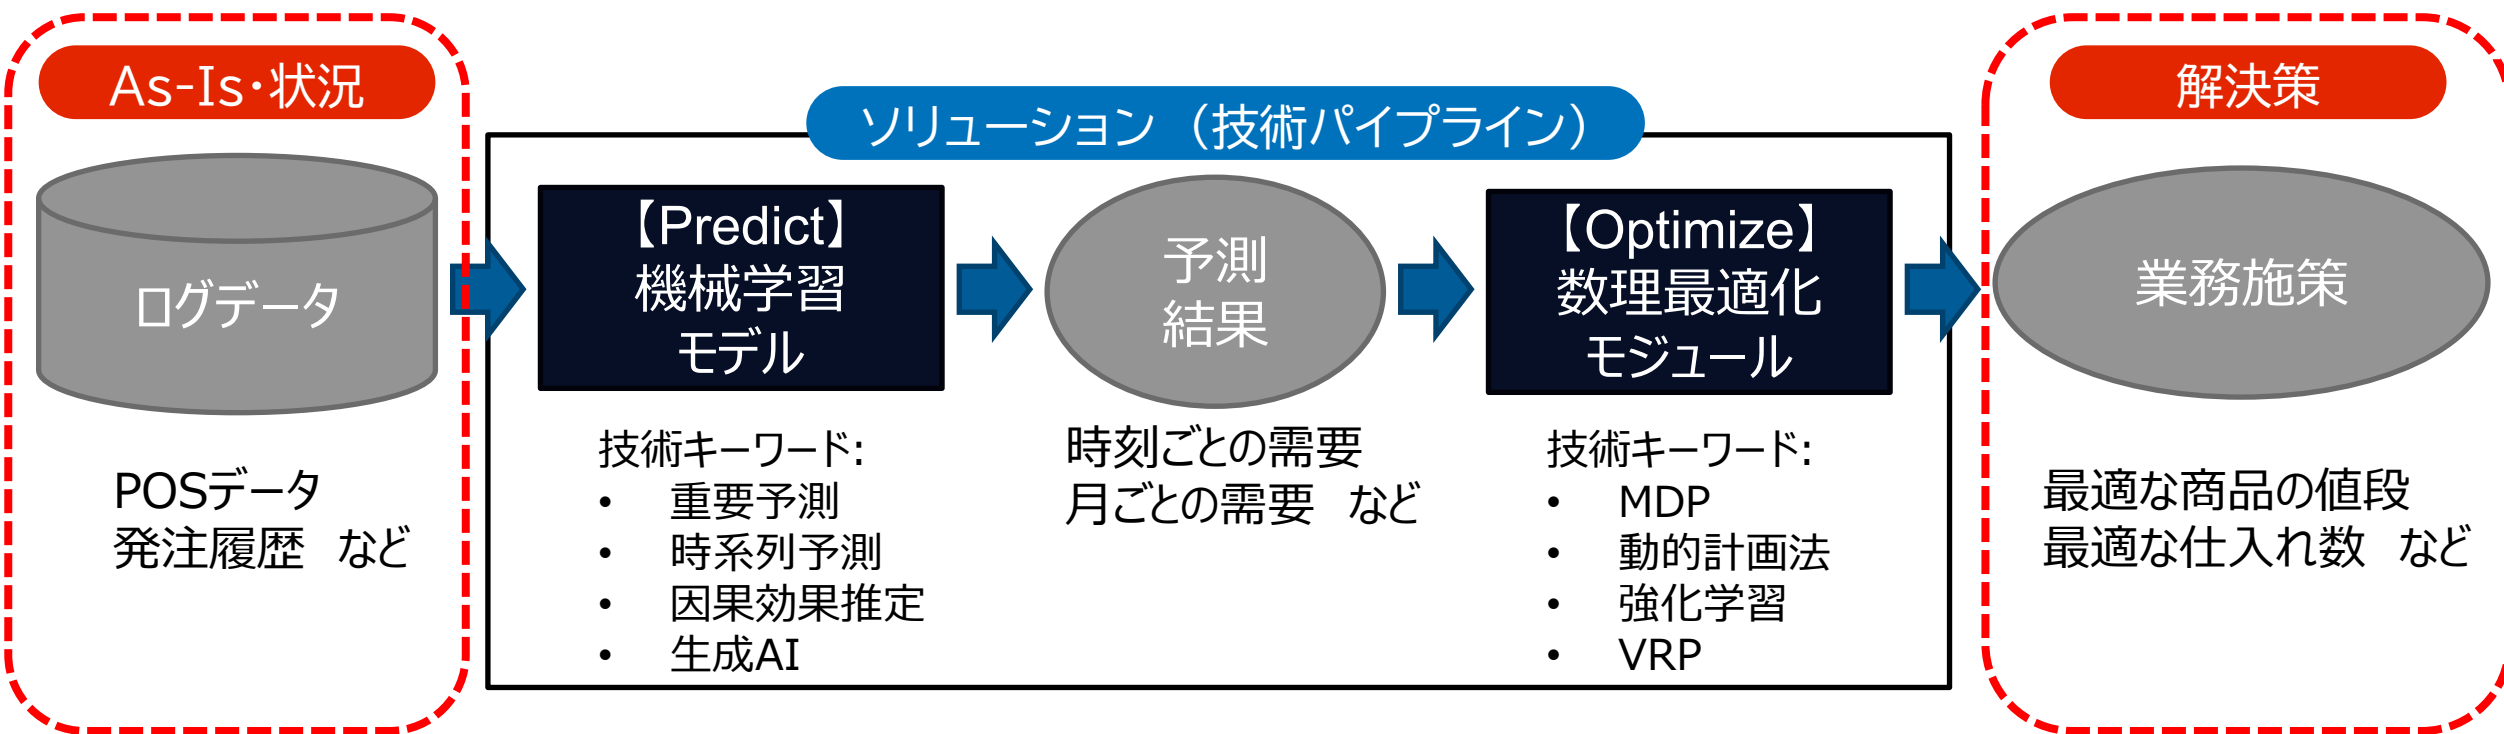 As-Is・状況
ログデータ
POSデータ
発注履歴　など
ソリューション（技術パイプライン）
【Predict】
機械学習
モデル
技術キーワード:
• 重要予測
• 時系列予測
• 因果効果推定
• 生成AI
予測
結果
時刻ごとの需要
月ごとの需要　など
【Optimize】
数理最適化
モジュール
技術キーワード:
• MDP
• 動的計画法
• 強化学習
• VRP
解決策
業務施策
最適な商品の値段
最適な仕入れ数　など